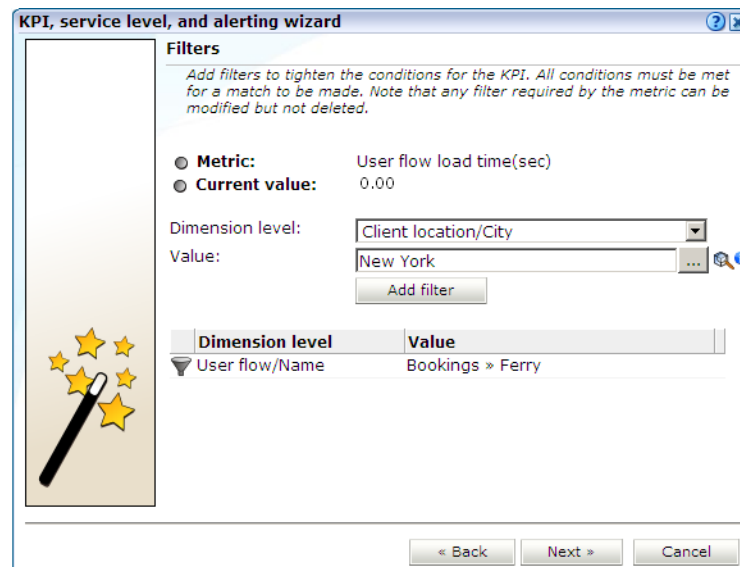 KPI, service level, and alerting wizard
Filters
Add filters to tighten the conditions for the KPI. All conditions must be met
for a match to be made. Note that any filter required by the metric can be
modified but not deleted.
Metric: User flow load time(sec)
Current value: 0.00
Dimension level: Client location/City
Value: New York ...
Add filter
Dimension level Value
User flow/Name Bookings » Ferry
« Back Next » Cancel